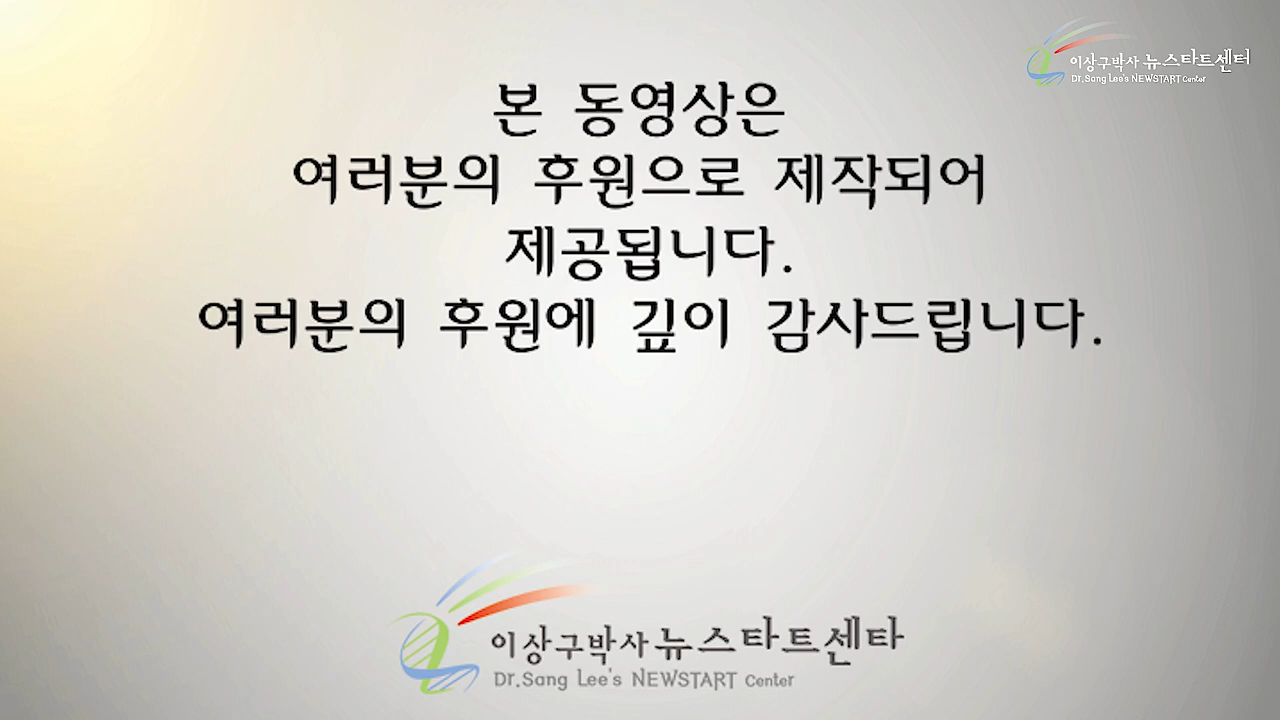 이상구박사 뉴스타트센터
Dr.Sang Lee's NEWSTART Center
본 동영상은
여러분의 후원으로 제작되어
제공됩니다.
여러분의 후원에 깊이 감사드립니다.
이상구박사 뉴스타트센타
Dr.Sang Lee's NEWSTART Center